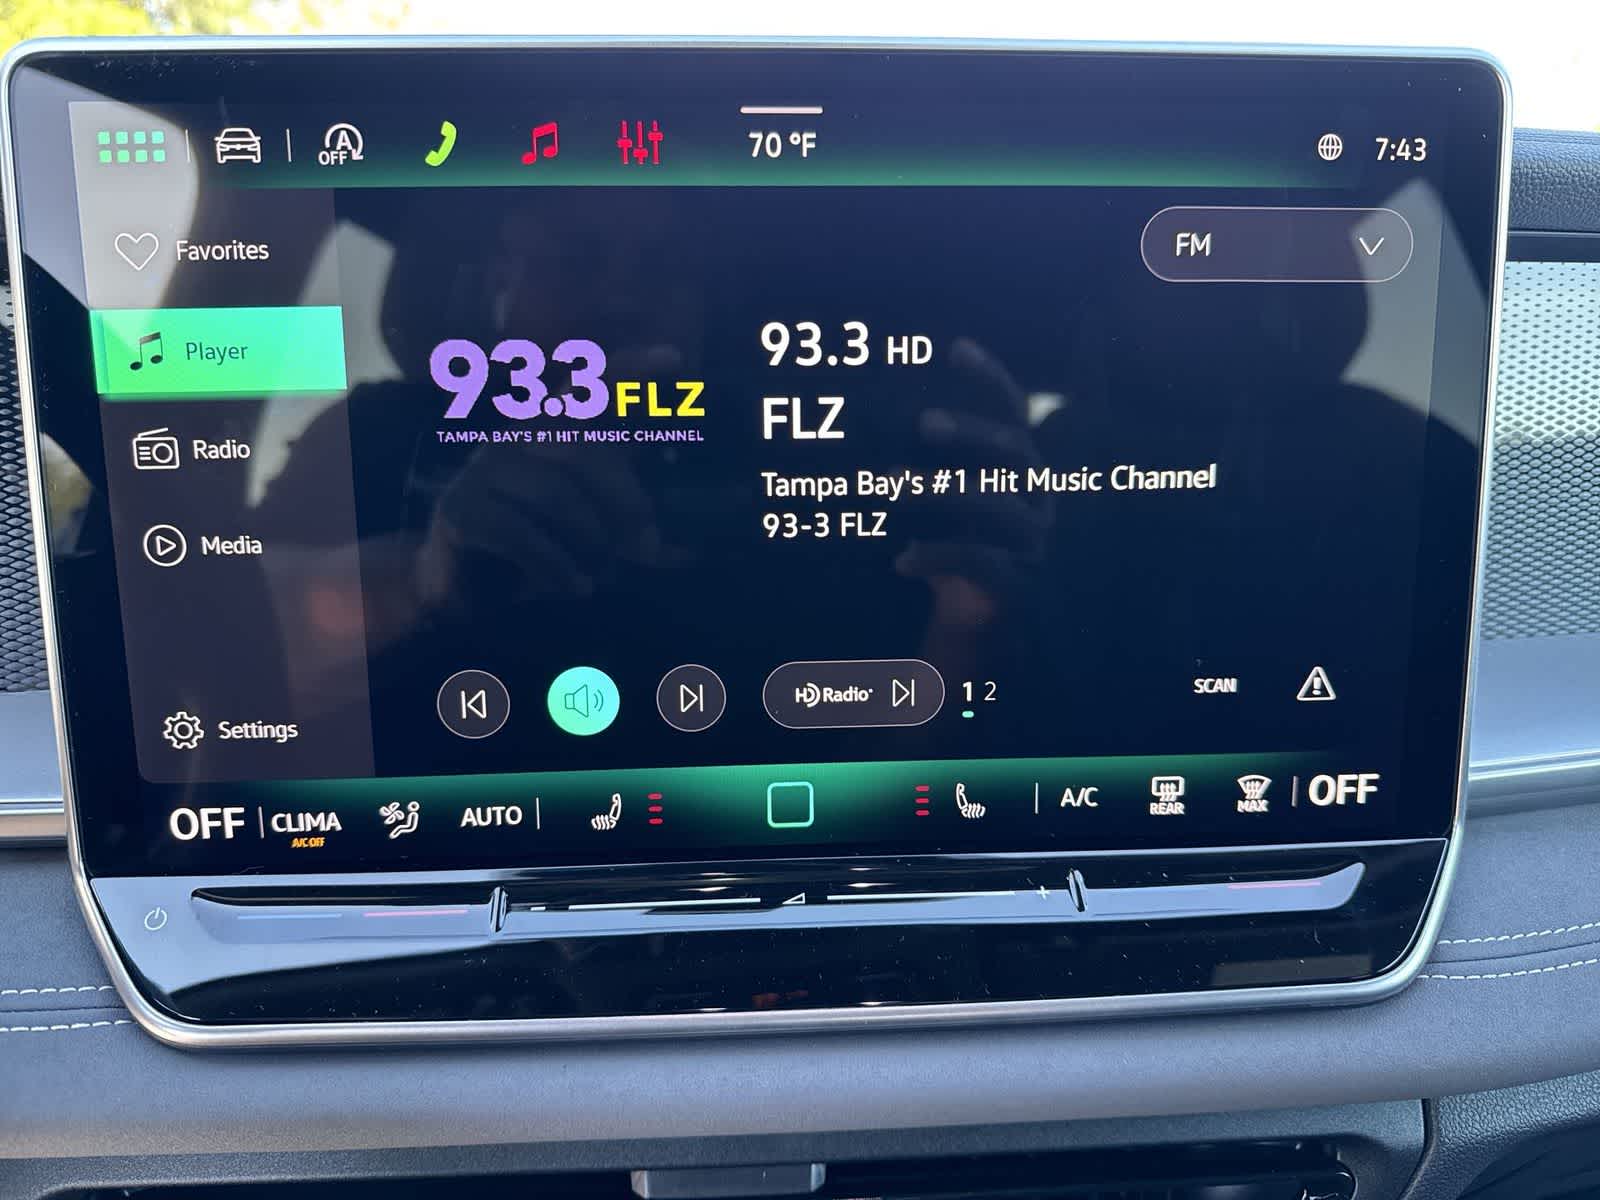 A OFF
70 °F
7:43
Favorites
FM
Player
93.3 FLZ
TAMPA BAY'S #1 HIT MUSIC CHANNEL
93.3 HD
FLZ
Tampa Bay's #1 Hit Music Channel
93-3 FLZ
Radio
Media
HD Radio
1 2
SCAN
Settings
OFF
CLIMA
A/C OFF
AUTO
A/C
REAR
MAX
OFF
- +